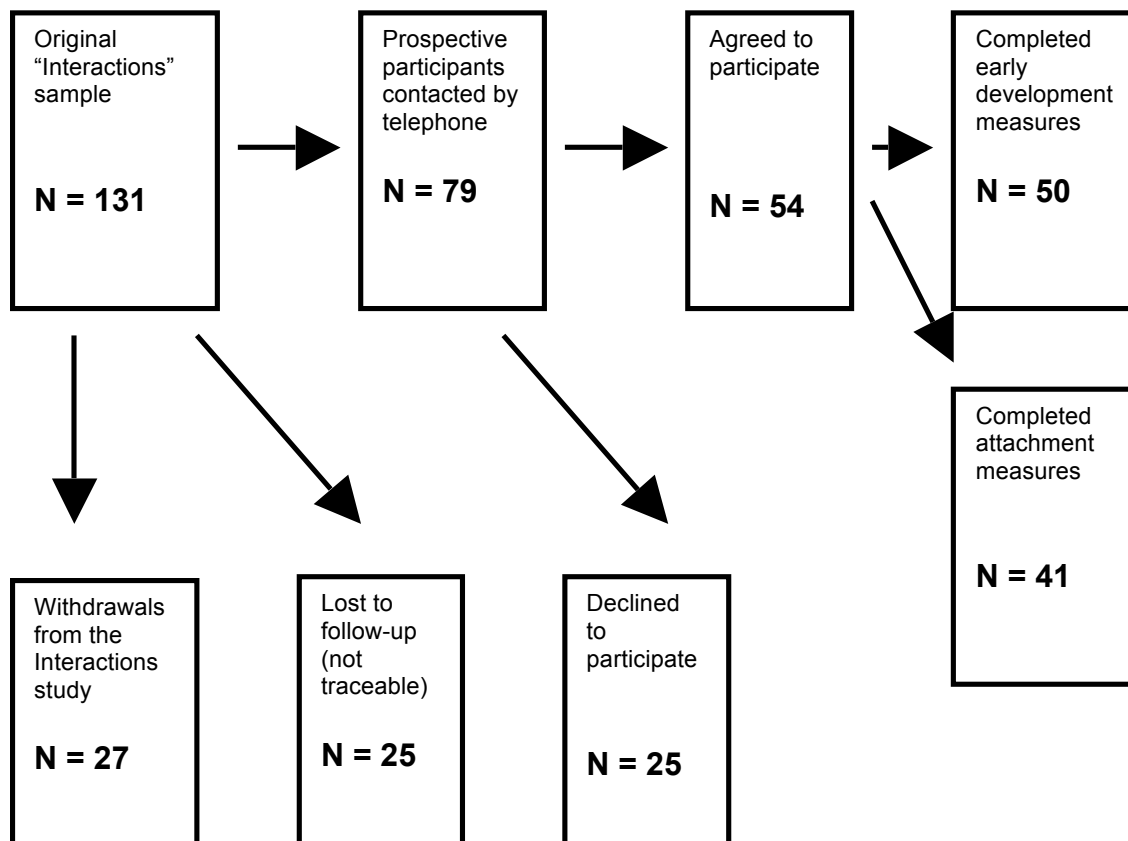 Original
“Interactions”
sample
N = 131
Prospective
participants
contacted by
telephone
N = 79
Agreed to
participate
N = 54
Completed
early
development
measures
N = 50
Completed
attachment
measures
N = 41
Withdrawals
from the
Interactions
study
N = 27
Lost to
follow-up
(not
traceable)
N = 25
Declined
to
participate
N = 25